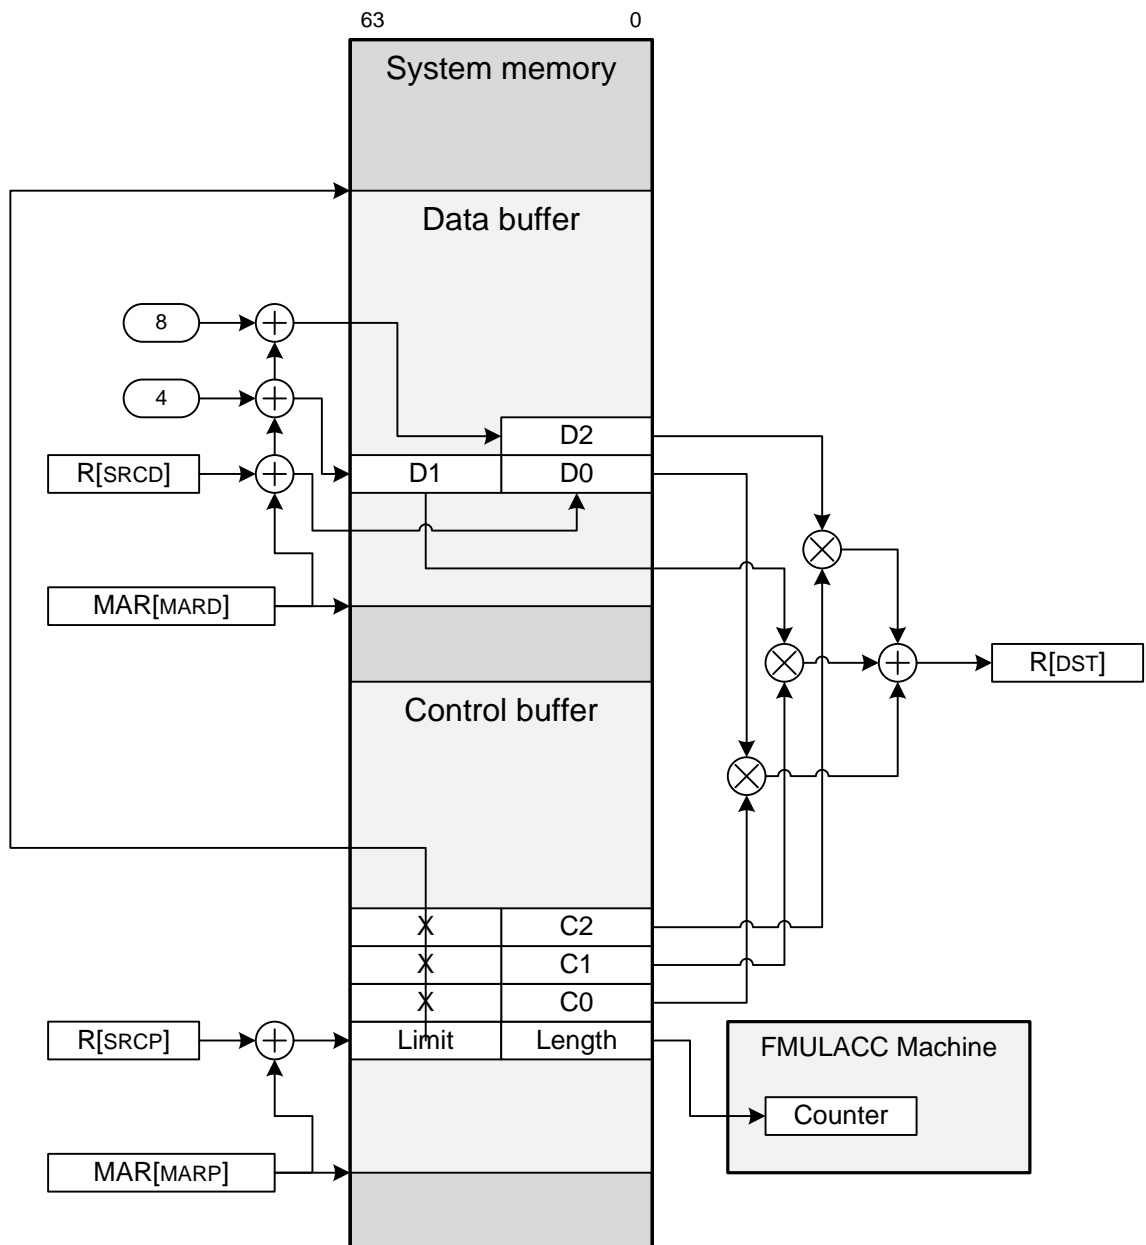 63 0
System memory
Data buffer
8
4
D2
R[SRCD] D1 D0
MAR[MARD]
R[DST]
Control buffer
X C2
X C1
X C0
R[SRCP] Limit Length FMULACC Machine
Counter
MAR[MARP]